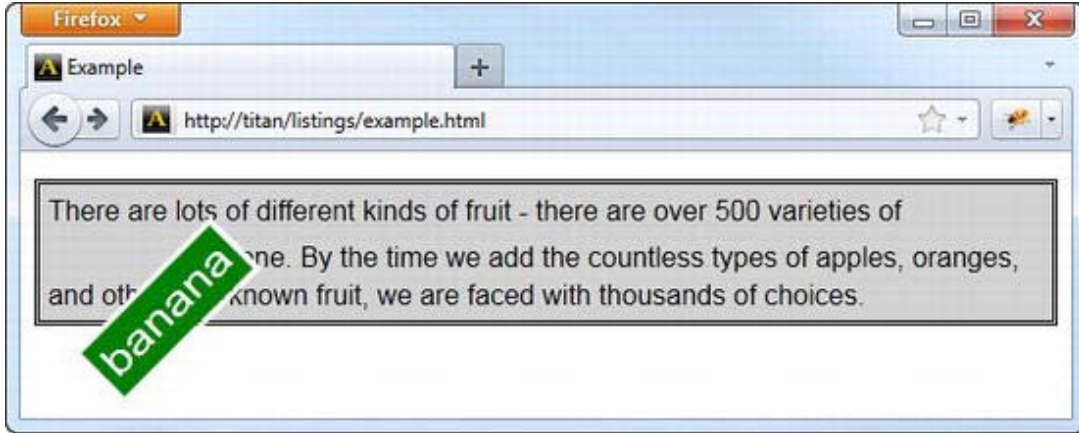 Firefox
Example
http://titan/listings/example.html
There are lots of different kinds of fruit - there are over 500 varieties of
banana
. By the time we add the countless types of apples, oranges,
and known fruit, we are faced with thousands of choices.